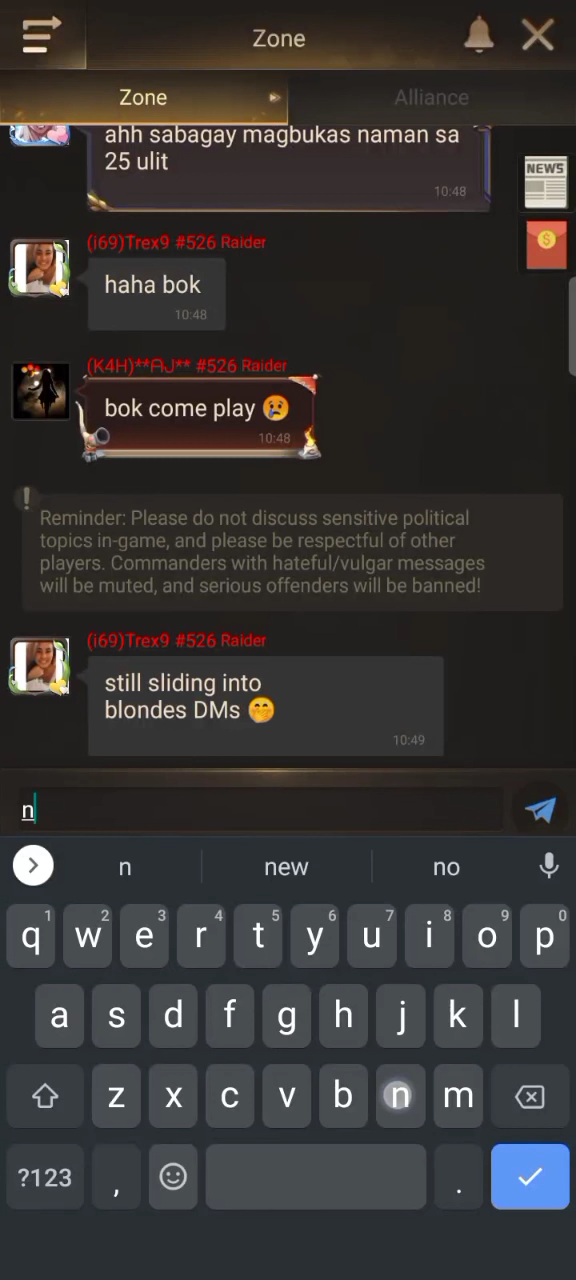 Zone
Zone
Alliance
ahh sabagay magbukas naman sa
25 ulit
10:48
NEWS
(i69)Trex9 #526 Raider
haha bok
10:48
(K4H)**ᗩᒍ** #526 Raider
bok come play 😢
10:48
!
Reminder: Please do not discuss sensitive political
topics in-game, and please be respectful of other
players. Commanders with hateful/vulgar messages
will be muted, and serious offenders will be banned!
(i69)Trex9 #526 Raider
still sliding into
blondes DMs 🤭
10:49
n
n new no
1 2 3 4 5 6 7 8 9 0
q w e r t y u i o p
a s d f g h j k l
z x c v b n m
?123 , .